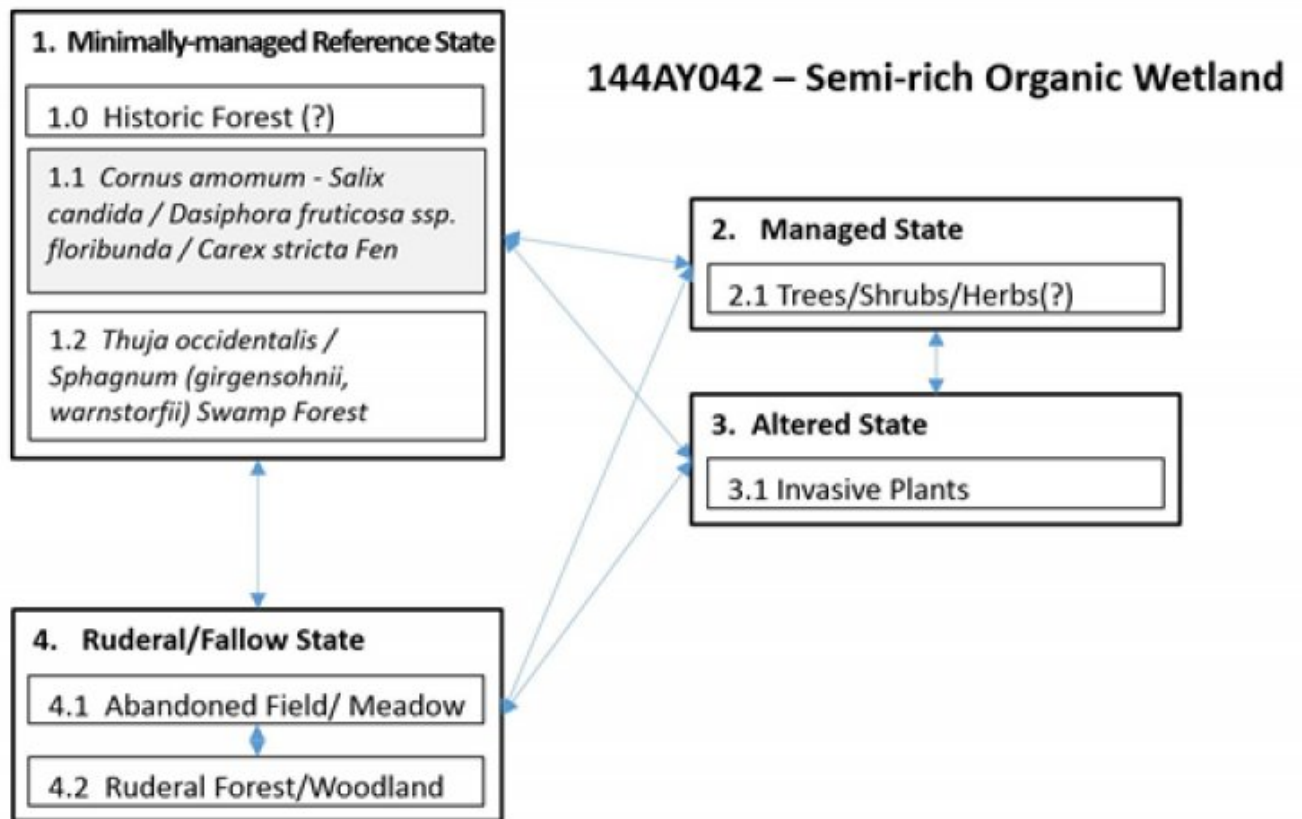 1. Minimally-managed Reference State
144AY042 – Semi-rich Organic Wetland
1.0 Historic Forest (?)
1.1 Cornus amomum - Salix
candida / Dasiphora fruticosa ssp.
floribunda / Carex stricta Fen
1.2 Thuja occidentalis /
Sphagnum (girgensohnii,
warnstorfii) Swamp Forest
2. Managed State
2.1 Trees/Shrubs/Herbs(?)
3. Altered State
3.1 Invasive Plants
4. Ruderal/Fallow State
4.1 Abandoned Field/ Meadow
4.2 Ruderal Forest/Woodland